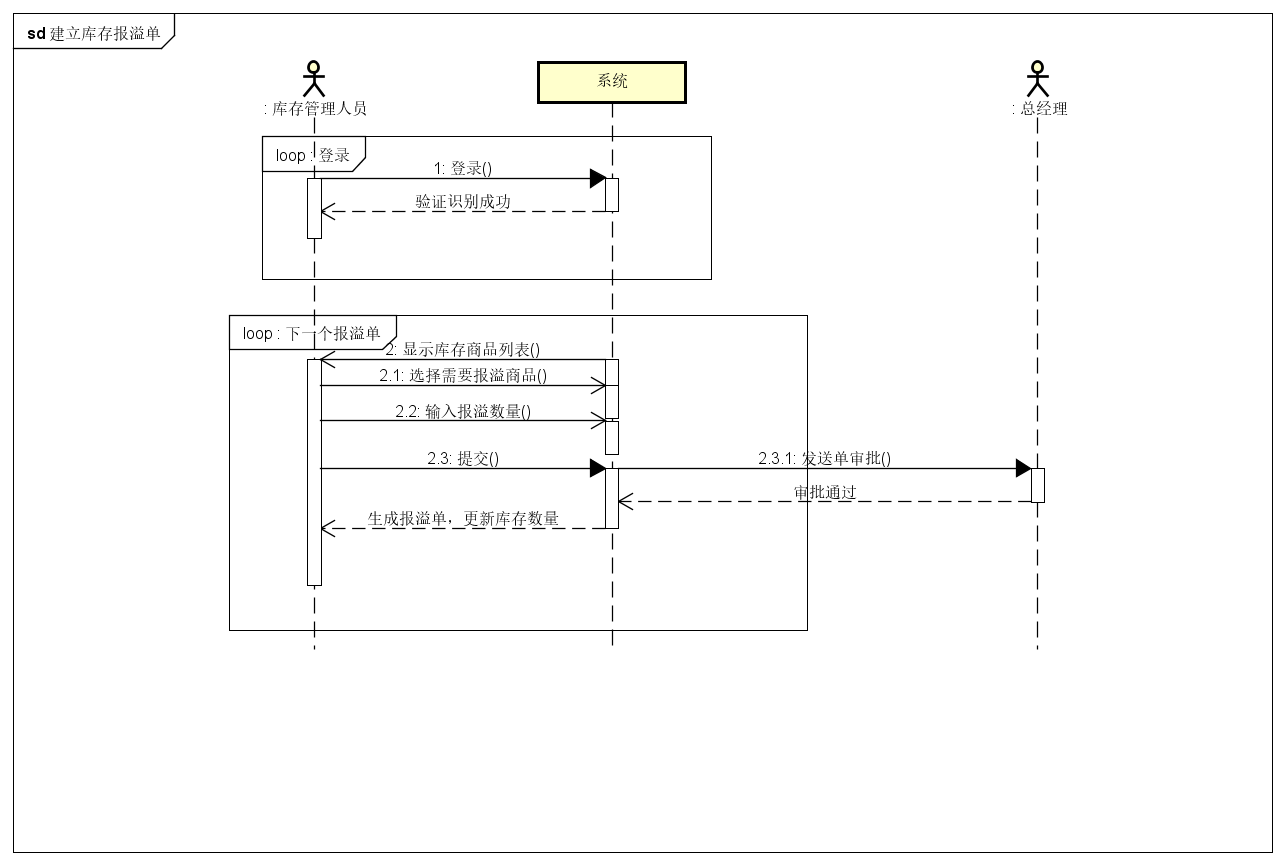 sd 建立库存报溢单
系统
: 库存管理人员
: 总经理
loop : 登录
1: 登录()
验证识别成功
loop : 下一个报溢单
2: 显示库存商品列表()
2.1: 选择需要报溢商品()
2.2: 输入报溢数量()
2.3: 提交()
2.3.1: 发送单审批()
审批通过
生成报溢单，更新库存数量